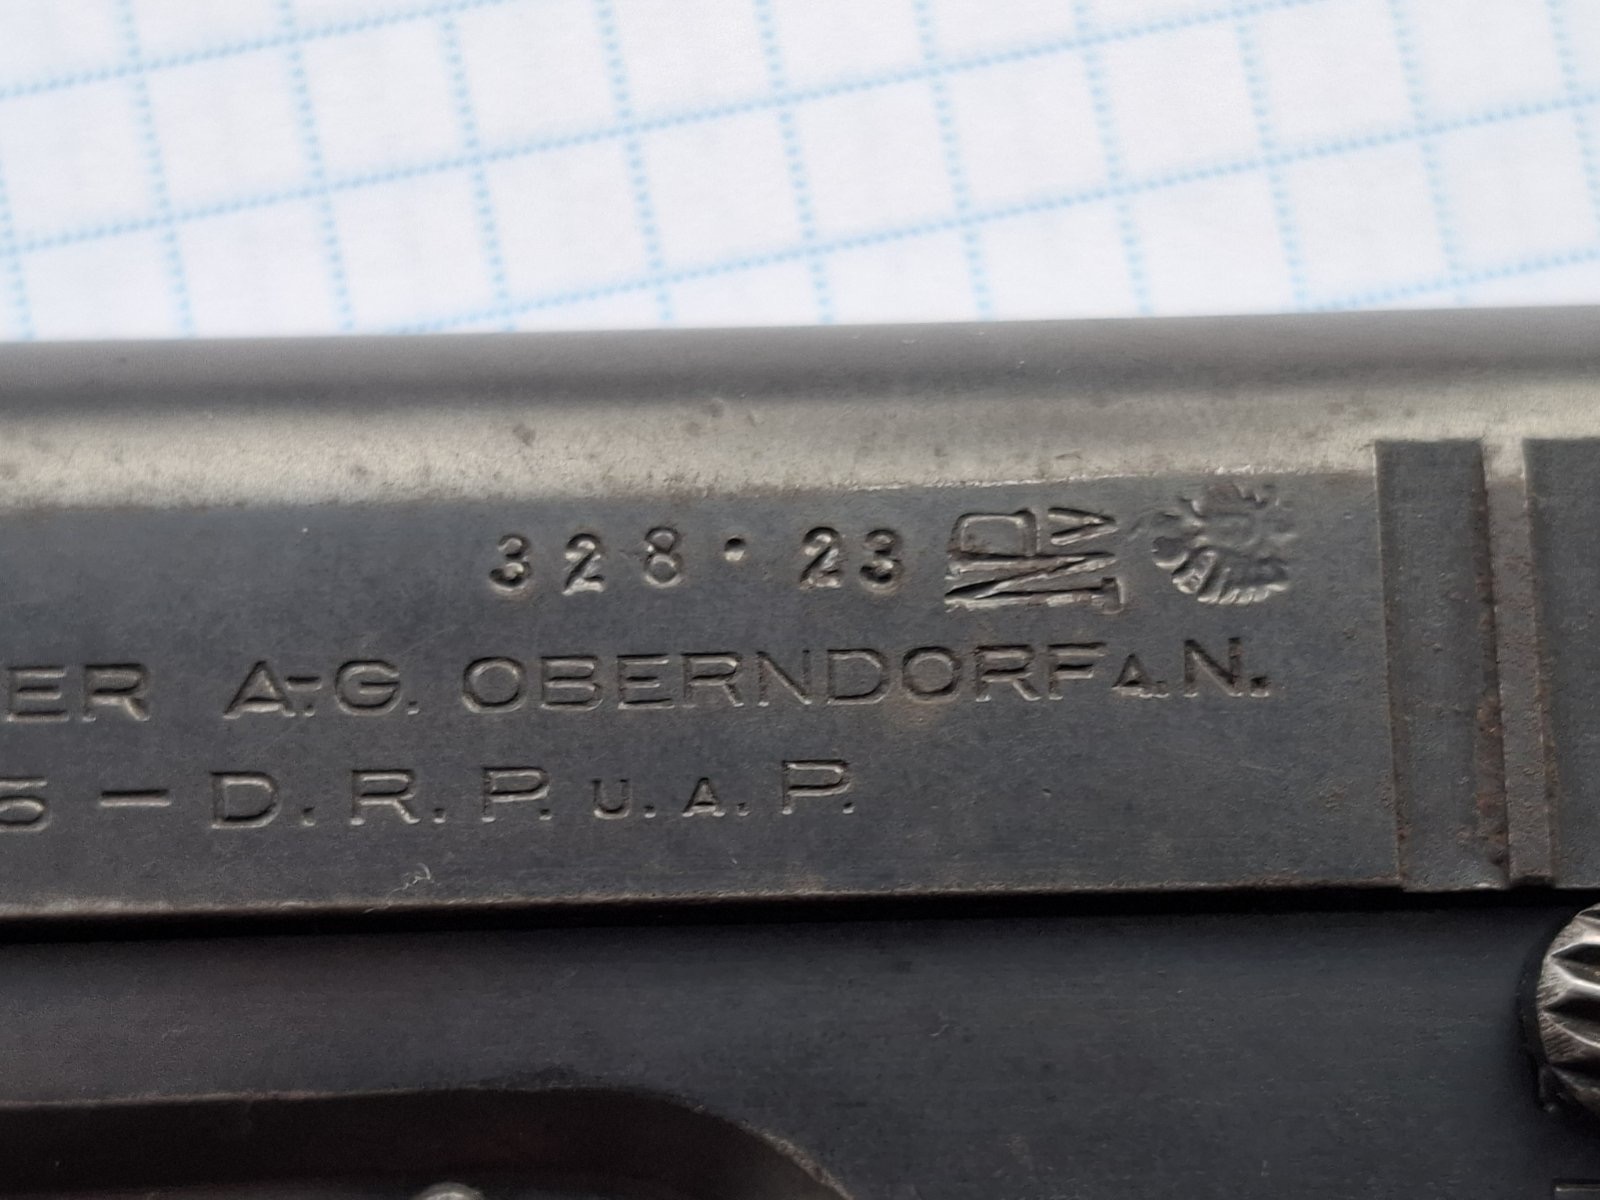 328·23
ER A.-G. OBERNDORF A. N.
5 - D. R. P. U. A. P.